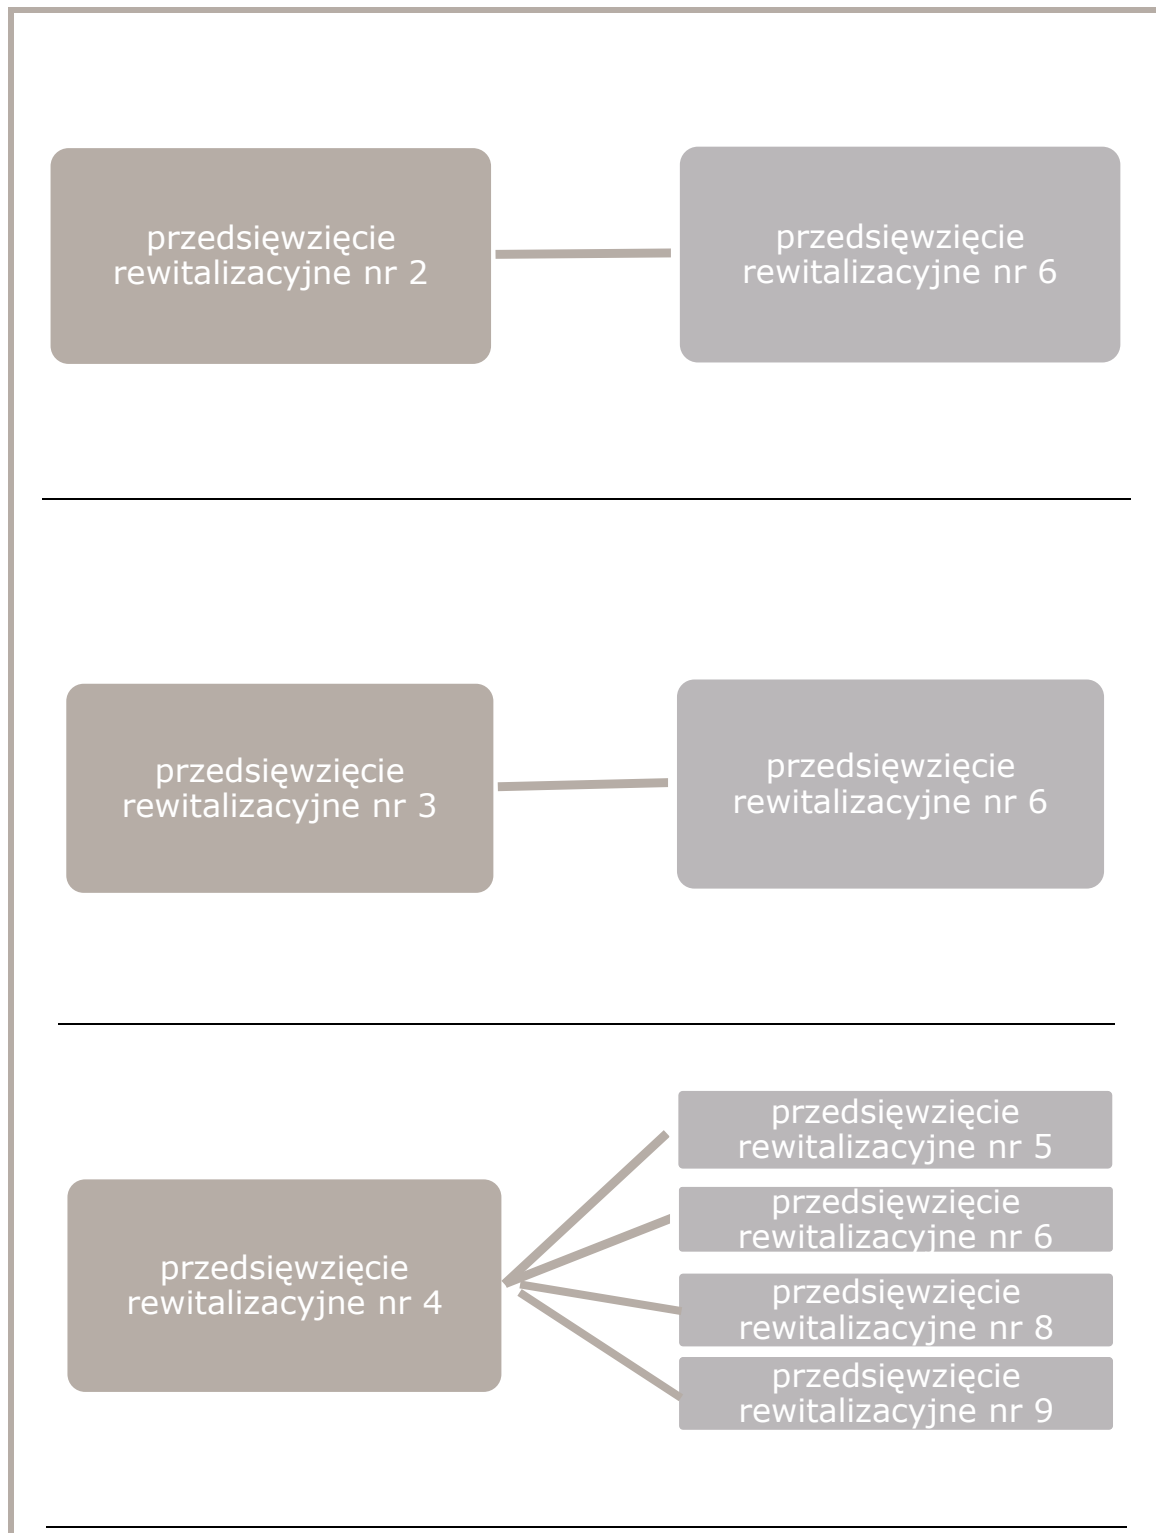 przedsięwzięcie
rewitalizacyjne nr 2
przedsięwzięcie
rewitalizacyjne nr 6
przedsięwzięcie
rewitalizacyjne nr 3
przedsięwzięcie
rewitalizacyjne nr 6
przedsięwzięcie
rewitalizacyjne nr 4
przedsięwzięcie
rewitalizacyjne nr 5
przedsięwzięcie
rewitalizacyjne nr 6
przedsięwzięcie
rewitalizacyjne nr 8
przedsięwzięcie
rewitalizacyjne nr 9